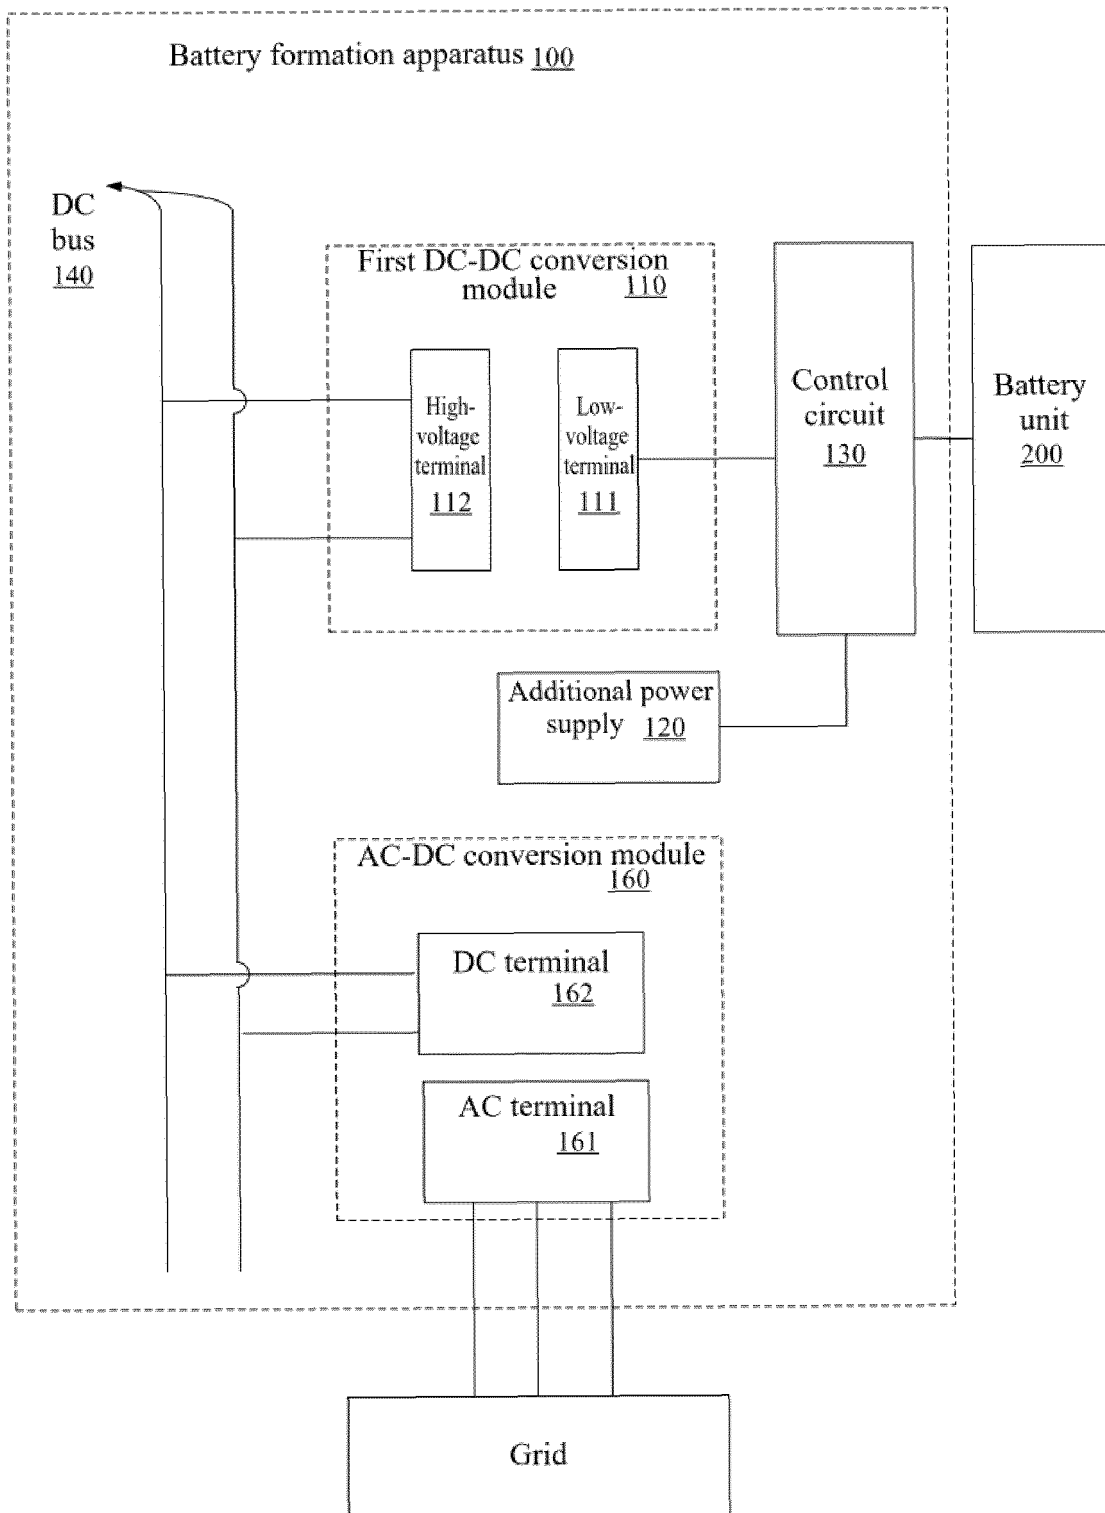 Battery formation apparatus 100
DC
bus
140
First DC-DC conversion
module 110
High-
voltage
terminal
112
Low-
voltage
terminal
111
Control
circuit
130
Battery
unit
200
Additional power
supply 120
AC-DC conversion module
160
DC terminal
162
AC terminal
161
Grid